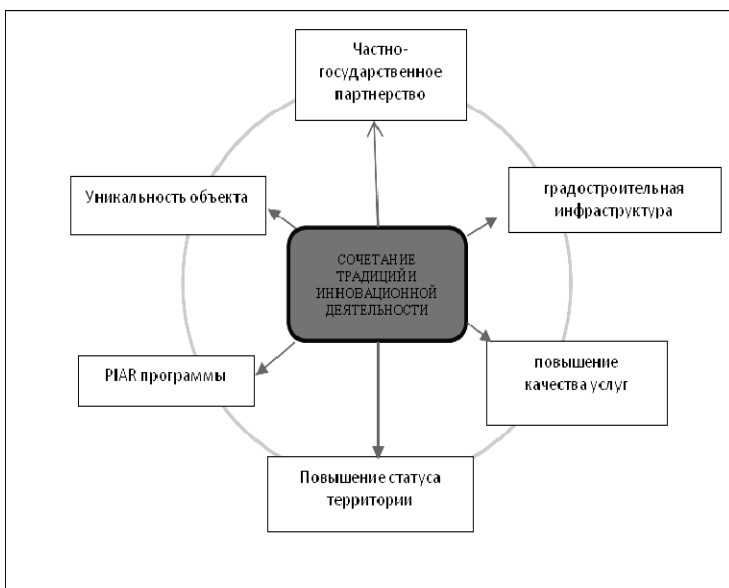 Частно-
государственное
партнерство
Уникальность объекта
градостроительная
инфраструктура
СОЧЕТАНИЕ
ТРАДИЦИЙ И
ИННОВАЦИОННОЙ
ДЕЯТЕЛЬНОСТИ
PIAR программы
повышение
качества услуг
Повышение статуса
территории